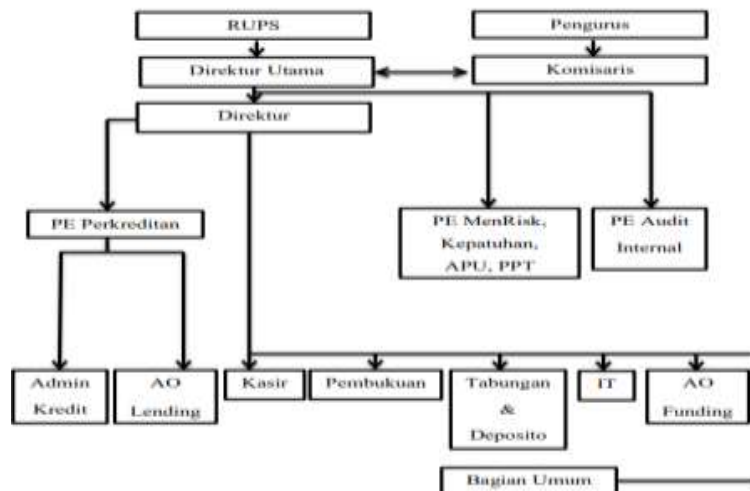 RUPS
Pengurus
Direktur Utama
Komisaris
Direktur
PE Perkreditan
PE MenRisk,
Kepatuhan,
APU, PPT
PE Audit
Internal
Admin
Kredit
AO
Lending
Kasir
Pembukuan
Tabungan
&
Deposito
IT
AO
Funding
Bagian Umum